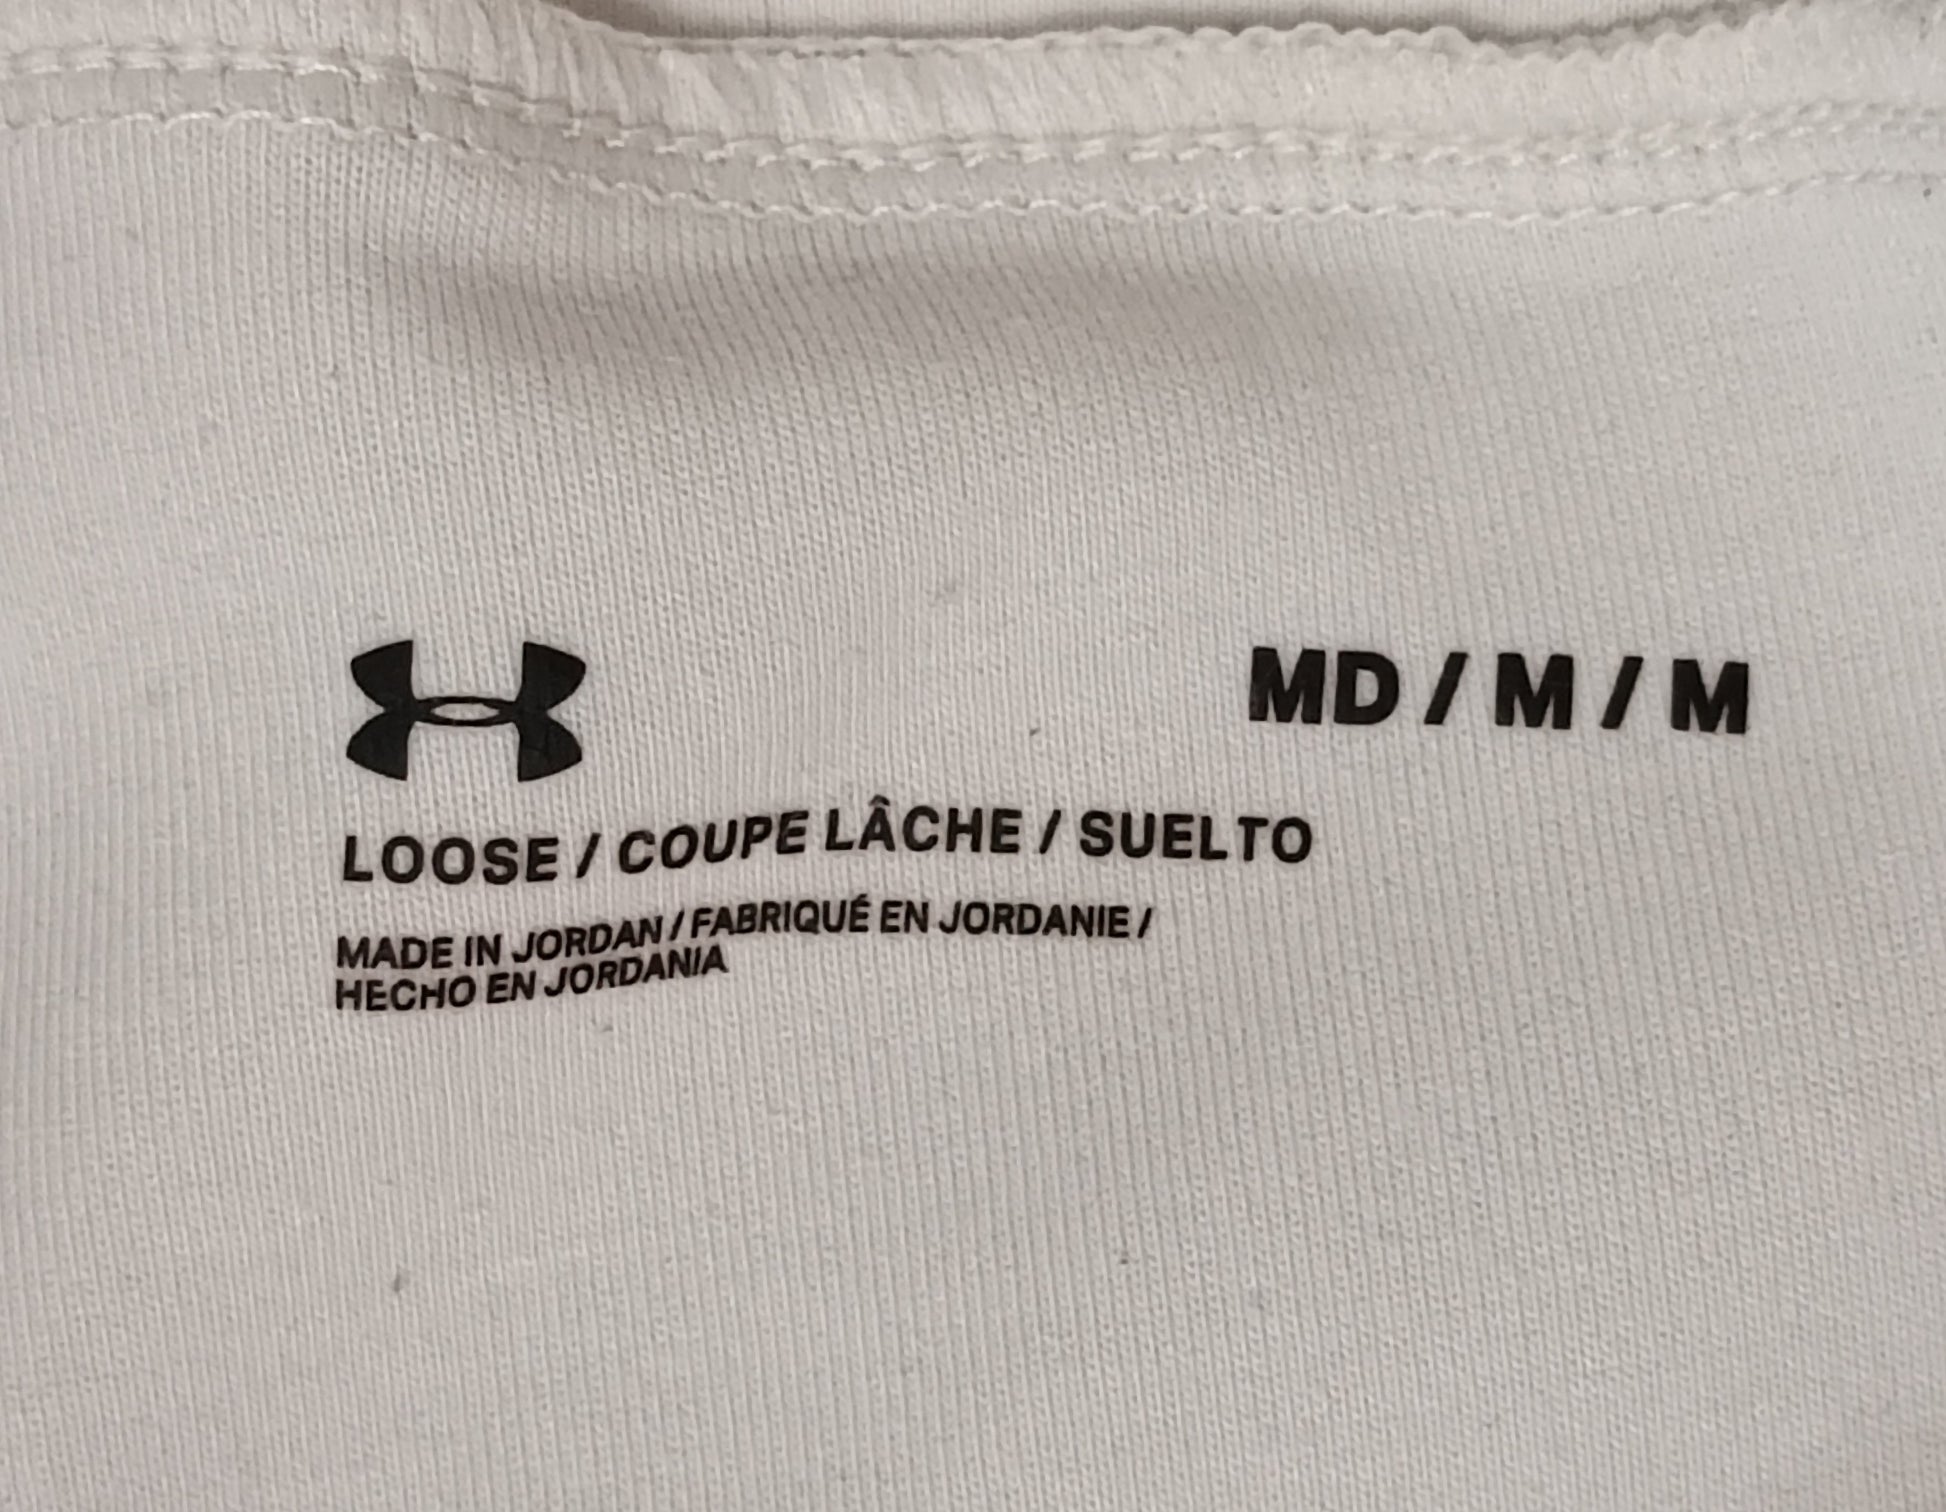 MD / M / M
LOOSE / COUPE LÂCHE / SUELTO
MADE IN JORDAN / FABRIQUÉ EN JORDANIE /
HECHO EN JORDANIA